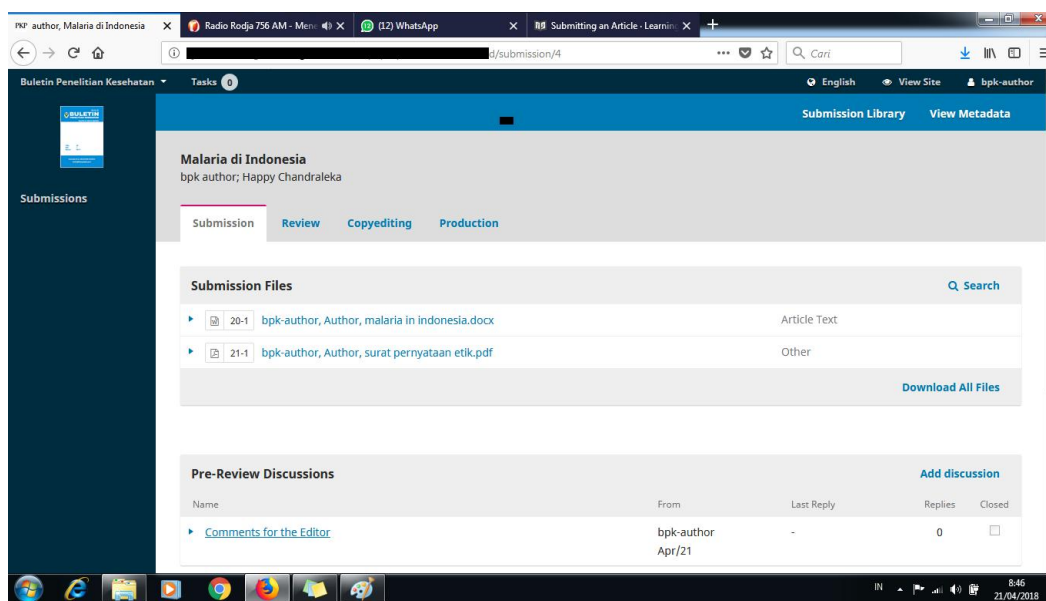 PKP author, Malaria di Indonesia
Radio Rodja 756 AM - Mene
(12) WhatsApp
Submitting an Article - Learning
d/submission/4
Cari
Buletin Penelitian Kesehatan
Tasks 0
English
View Site
bpk-author
BULETIN
Submission Library
View Metadata
Malaria di Indonesia
bpk author; Happy Chandraleka
Submissions
Submission
Review
Copyediting
Production
Submission Files
Search
20-1 bpk-author, Author, malaria in indonesia.docx
Article Text
21-1 bpk-author, Author, surat pernyataan etik.pdf
Other
Download All Files
Pre-Review Discussions
Add discussion
Name
From
Last Reply
Replies
Closed
Comments for the Editor
bpk-author
Apr/21
-
0
IN
8:46
21/04/2018